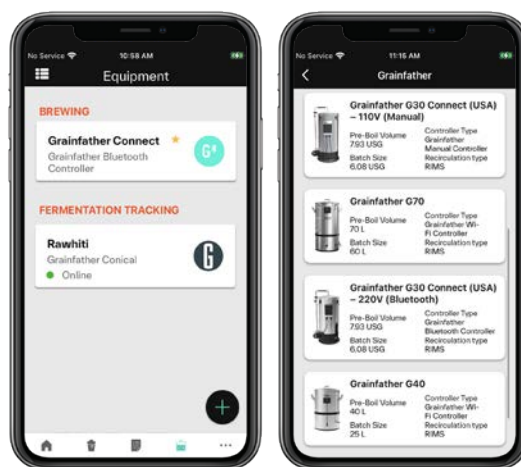 No Service
10:58 AM
Equipment
BREWING
Grainfather Connect
Grainfather Bluetooth
Controller
G
FERMENTATION TRACKING
Rawhiti
Grainfather Conical
Online
G
+
No Service
11:15 AM
Grainfather
Grainfather G30 Connect (USA)
– 110V (Manual)
Pre-Boil Volume
7.93 USG
Batch Size
6.08 USG
Controller Type
Grainfather
Manual Controller
Recirculation type
RIMS
Grainfather G70
Pre-Boil Volume
70 L
Batch Size
60 L
Controller Type
Grainfather Wi-
Fi Controller
Recirculation type
RIMS
Grainfather G30 Connect (USA)
– 220V (Bluetooth)
Pre-Boil Volume
7.93 USG
Batch Size
6.08 USG
Controller Type
Grainfather
Bluetooth Controller
Recirculation type
RIMS
Grainfather G40
Pre-Boil Volume
40 L
Batch Size
25 L
Controller Type
Grainfather Wi-
Fi Controller
Recirculation type
RIMS